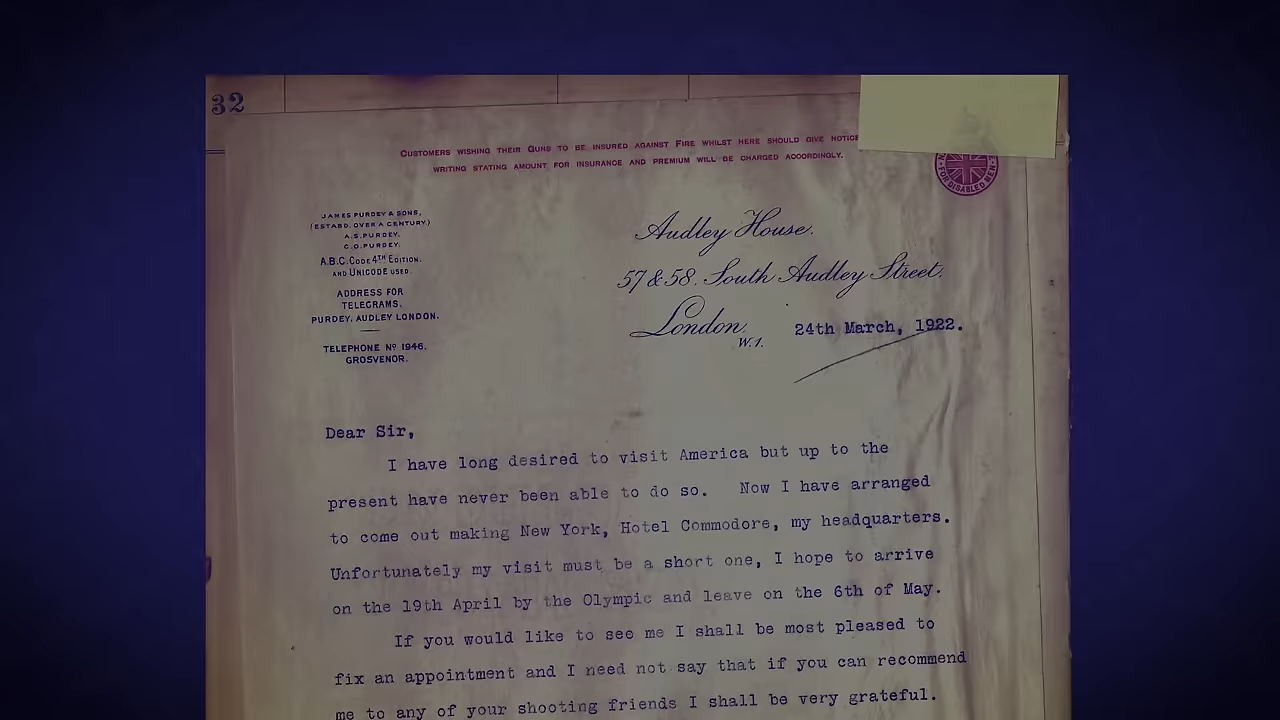 32
CUSTOMERS WISHING THEIR GUNS TO BE INSURED AGAINST FIRE WHILST HERE SHOULD GIVE NOTICE
WRITING STATING AMOUNT FOR INSURANCE AND PREMIUM WILL BE CHARGED ACCORDINGLY.
FOR DISABLED MEN
JAMES PURDEY & SONS,
(ESTABD. OVER A CENTURY.)
A.S. PURDEY.
C.O. PURDEY.
A.B.C. CODE 4TH EDITION.
AND UNICODE USED.
ADDRESS FOR
TELEGRAMS.
PURDEY, AUDLEY LONDON.
TELEPHONE No 1946.
GROSVENOR.
Audley House.
57 & 58. South Audley Street.
London.
W.1.
24th March, 1922.
Dear Sir,
I have long desired to visit America but up to the
present have never been able to do so. Now I have arranged
to come out making New York, Hotel Commodore, my headquarters.
Unfortunately my visit must be a short one, I hope to arrive
on the 19th April by the Olympic and leave on the 6th of May.
If you would like to see me I shall be most pleased to
fix an appointment and I need not say that if you can recommend
me to any of your shooting friends I shall be very grateful.